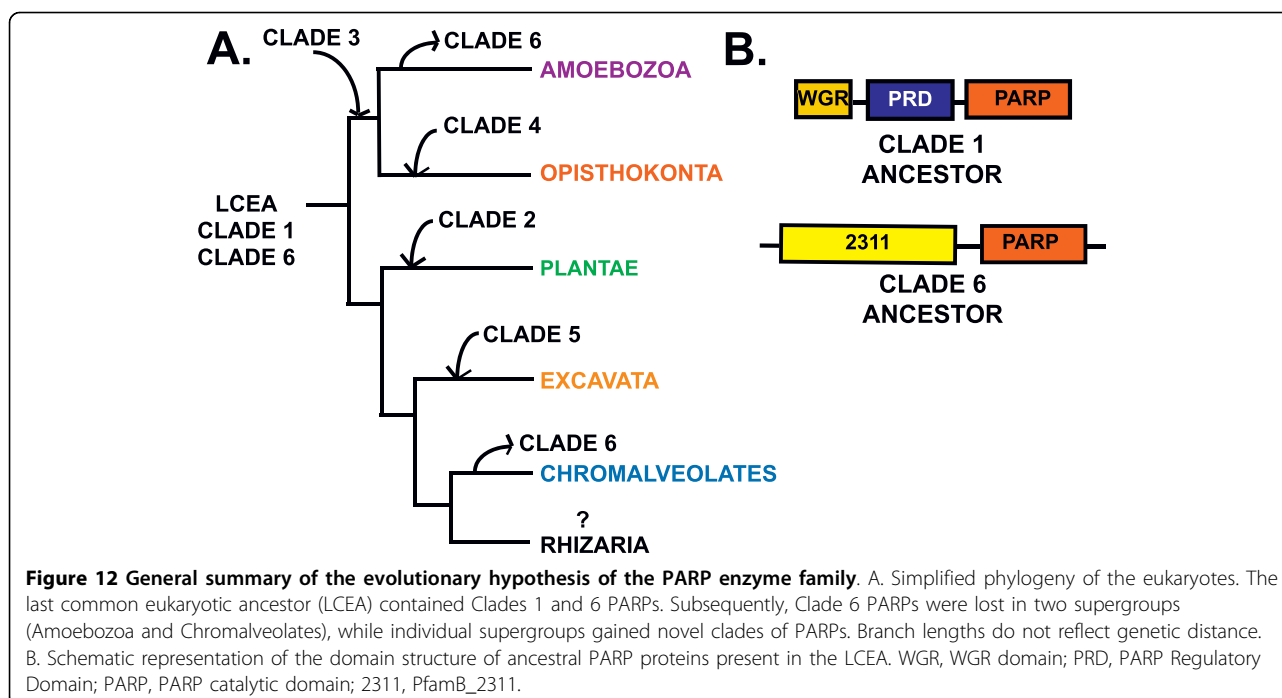 A.
CLADE 3
CLADE 6
AMOEBOZOA
CLADE 4
OPISTHOKONTA
LCEA
CLADE 1
CLADE 6
CLADE 2
PLANTAE
CLADE 5
EXCAVATA
CLADE 6
CHROMALVEOLATES
?
RHIZARIA
B.
WGR PRD PARP
CLADE 1
ANCESTOR
2311 PARP
CLADE 6
ANCESTOR
Figure 12 General summary of the evolutionary hypothesis of the PARP enzyme family. A. Simplified phylogeny of the eukaryotes. The
last common eukaryotic ancestor (LCEA) contained Clades 1 and 6 PARPs. Subsequently, Clade 6 PARPs were lost in two supergroups
(Amoebozoa and Chromalveolates), while individual supergroups gained novel clades of PARPs. Branch lengths do not reflect genetic distance.
B. Schematic representation of the domain structure of ancestral PARP proteins present in the LCEA. WGR, WGR domain; PRD, PARP Regulatory
Domain; PARP, PARP catalytic domain; 2311, PfamB_2311.